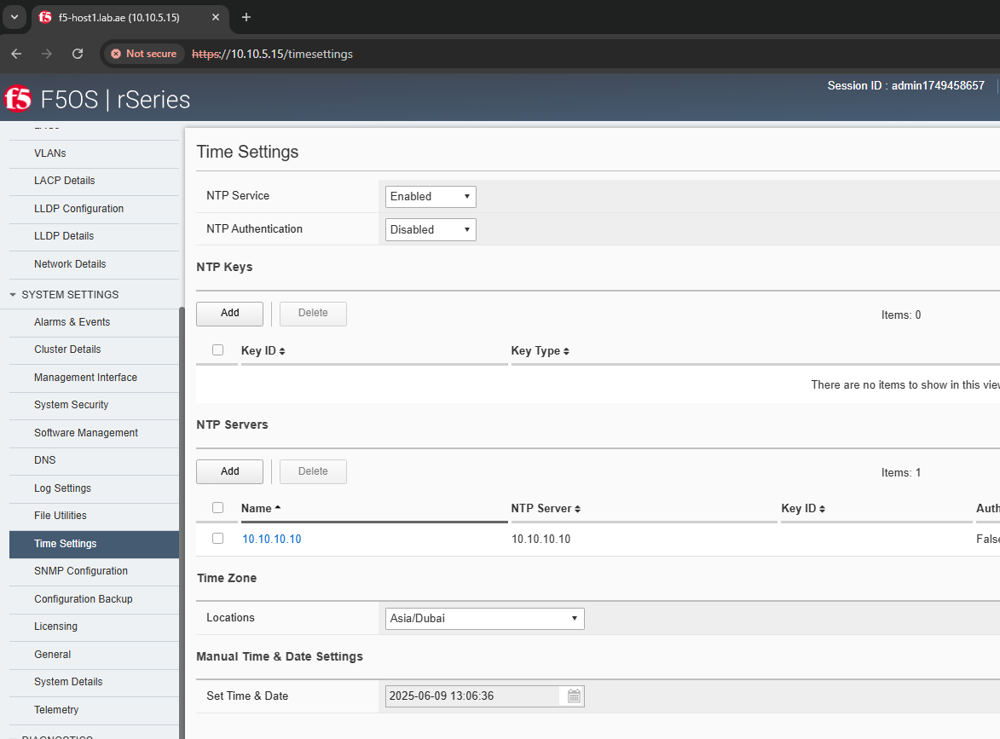 f5-host1.lab.ae (10.10.5.15)
Not secure https://10.10.5.15/timesettings
f5 F5OS | rSeries
Session ID : admin1749458657
VLANs
LACP Details
LLDP Configuration
LLDP Details
Network Details
SYSTEM SETTINGS
Alarms & Events
Cluster Details
Management Interface
System Security
Software Management
DNS
Log Settings
File Utilities
Time Settings
SNMP Configuration
Configuration Backup
Licensing
General
System Details
Telemetry
DIAGNOSTICS
Time Settings
NTP Service Enabled
NTP Authentication Disabled
NTP Keys
Add Delete Items: 0
Key ID Key Type
There are no items to show in this view
NTP Servers
Add Delete Items: 1
Name NTP Server Key ID Auth
10.10.10.10 10.10.10.10 False
Time Zone
Locations Asia/Dubai
Manual Time & Date Settings
Set Time & Date 2025-06-09 13:06:36